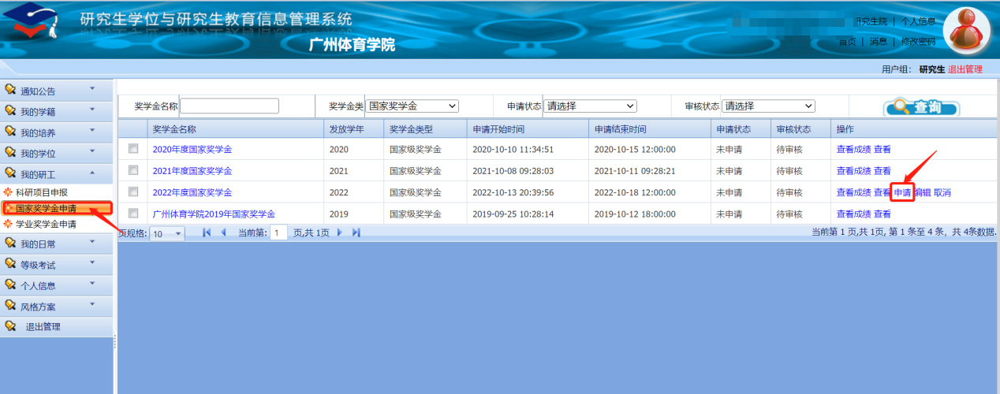 研究生学位与研究生教育信息管理系统
广州体育学院
研究生院 | 个人信息
首页 | 消息 | 修改密码
用户组： 研究生 退出管理
通知公告
我的学籍
我的培养
我的学位
我的研工
科研项目申报
国家奖学金申请
学业奖学金申请
我的日常
等级考试
个人信息
风格方案
退出管理
奖学金名称 奖学金类 国家奖学金 申请状态 请选择 审核状态 请选择 查询
奖学金名称 发放学年 奖学金类型 申请开始时间 申请结束时间 申请状态 审核状态 操作
2020年度国家奖学金 2020 国家级奖学金 2020-10-10 11:34:51 2020-10-15 12:00:00 未申请 待审核 查看成绩 查看
2021年度国家奖学金 2021 国家级奖学金 2021-10-08 09:28:03 2021-10-11 09:28:21 未申请 待审核 查看成绩 查看
2022年度国家奖学金 2022 国家级奖学金 2022-10-13 20:39:56 2022-10-18 12:00:00 未申请 待审核 查看成绩 查看 申请 编辑 取消
广州体育学院2019年国家奖学金 2019 国家级奖学金 2019-09-25 10:28:14 2019-10-12 18:00:00 未申请 待审核 查看成绩 查看
页规格: 10 当前第: 1 页,共 1页 当前第 1 页,共 1页, 第 1 条至 4 条, 共 4条数据.